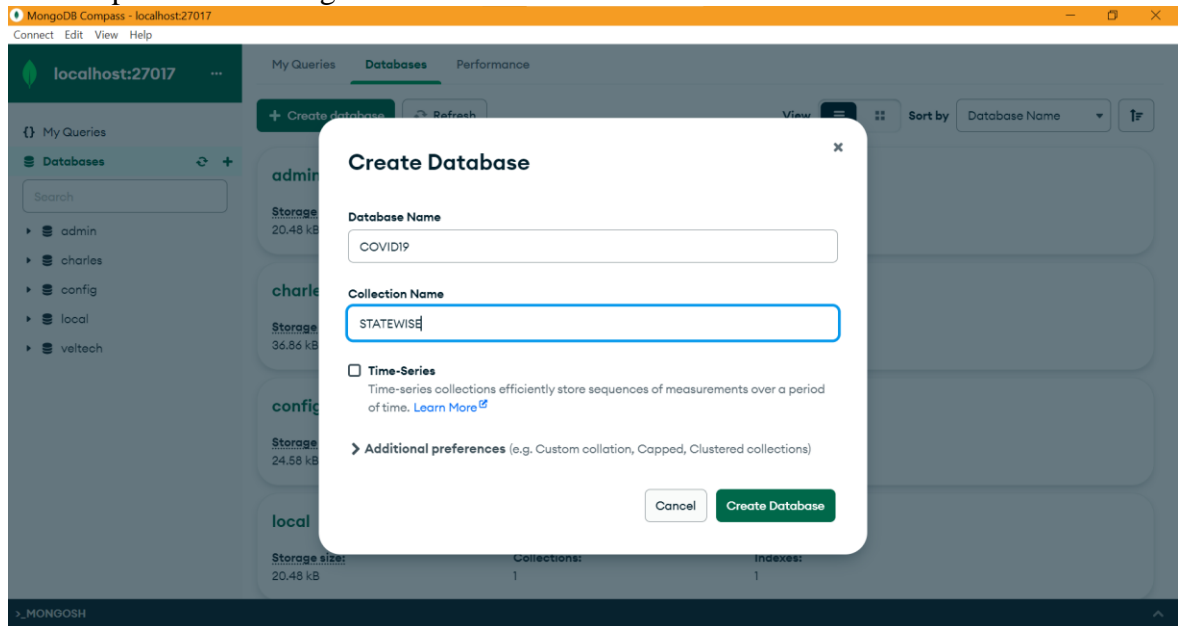 MongoDB Compass - localhost:27017
Connect Edit View Help
localhost:27017 ...
My Queries Databases Performance
+ Create database Refresh View Sort by Database Name
{} My Queries
Databases
Search
admin
charles
config
local
veltech
admin
Storage
20.48 kB
charle
Storage
36.86 kB
config
Storage
24.58 kB
local
Storage size: Collections: Indexes:
20.48 kB 1 1
Create Database
Database Name
COVID19
Collection Name
STATEWISE
Time-Series
Time-series collections efficiently store sequences of measurements over a period
of time. Learn More
Additional preferences (e.g. Custom collation, Capped, Clustered collections)
Cancel Create Database
>_MONGOSH